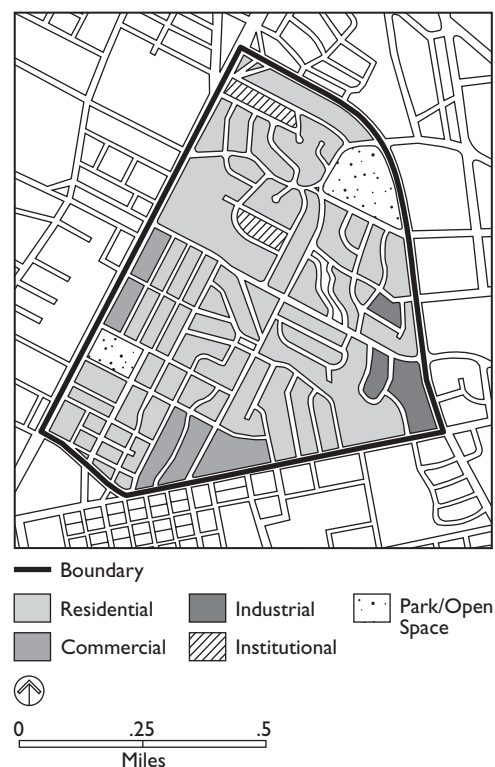 Boundary
Residential
Industrial
Park/Open
Space
Commercial
Institutional
0 .25 .5
Miles